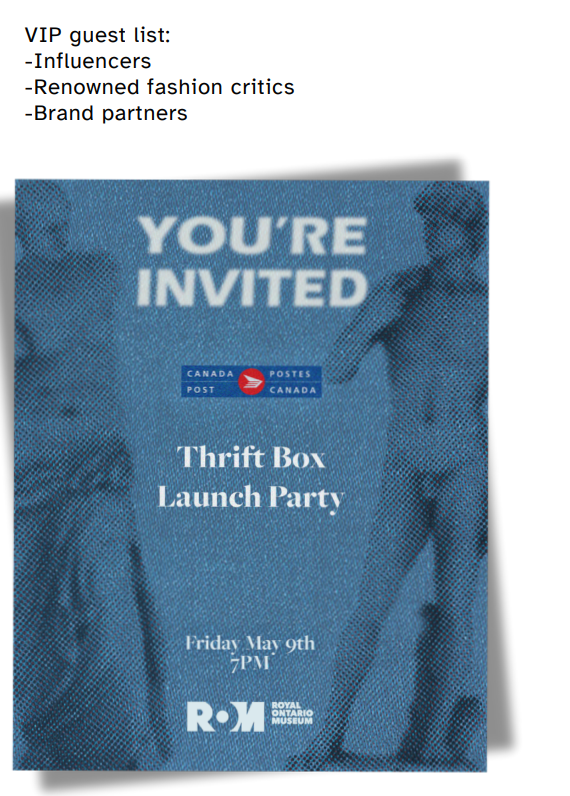 VIP guest list:
-Influencers
-Renowned fashion critics
-Brand partners
YOU'RE
INVITED
CANADA POSTES
POST CANADA
Thrift Box
Launch Party
Friday May 9th
7PM
ROM ROYAL
ONTARIO
MUSEUM